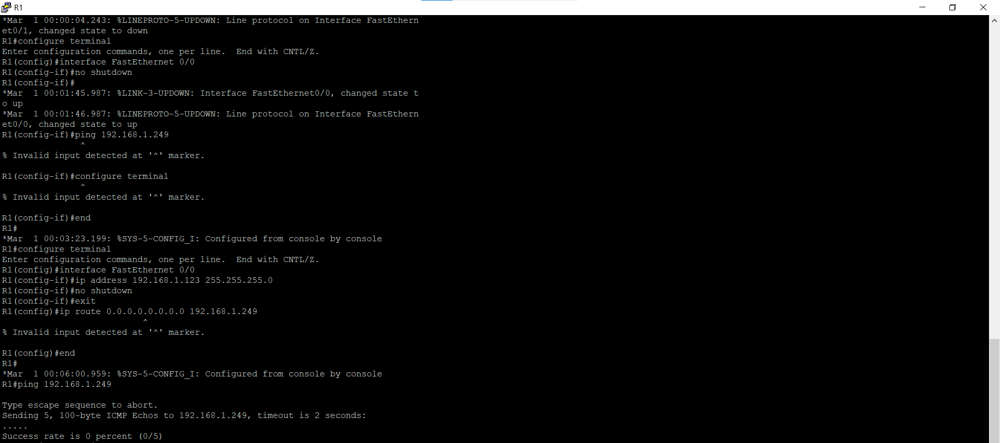 R1
*Mar  1 00:00:04.243: %LINEPROTO-5-UPDOWN: Line protocol on Interface FastEthern
et0/1, changed state to down
R1#configure terminal
Enter configuration commands, one per line.  End with CNTL/Z.
R1(config)#interface FastEthernet 0/0
R1(config-if)#no shutdown
R1(config-if)#
*Mar  1 00:01:45.987: %LINK-3-UPDOWN: Interface FastEthernet0/0, changed state t
o up
*Mar  1 00:01:46.987: %LINEPROTO-5-UPDOWN: Line protocol on Interface FastEthern
et0/0, changed state to up
R1(config-if)#ping 192.168.1.249
               ^
% Invalid input detected at '^' marker.

R1(config-if)#configure terminal
               ^
% Invalid input detected at '^' marker.

R1(config-if)#end
R1#
*Mar  1 00:03:23.199: %SYS-5-CONFIG_I: Configured from console by console
R1#configure terminal
Enter configuration commands, one per line.  End with CNTL/Z.
R1(config)#interface FastEthernet 0/0
R1(config-if)#ip address 192.168.1.123 255.255.255.0
R1(config-if)#no shutdown
R1(config-if)#exit
R1(config)#ip route 0.0.0.0.0.0.0.0 192.168.1.249
                           ^
% Invalid input detected at '^' marker.

R1(config)#end
R1#
*Mar  1 00:06:00.959: %SYS-5-CONFIG_I: Configured from console by console
R1#ping 192.168.1.249

Type escape sequence to abort.
Sending 5, 100-byte ICMP Echos to 192.168.1.249, timeout is 2 seconds:
.....
Success rate is 0 percent (0/5)